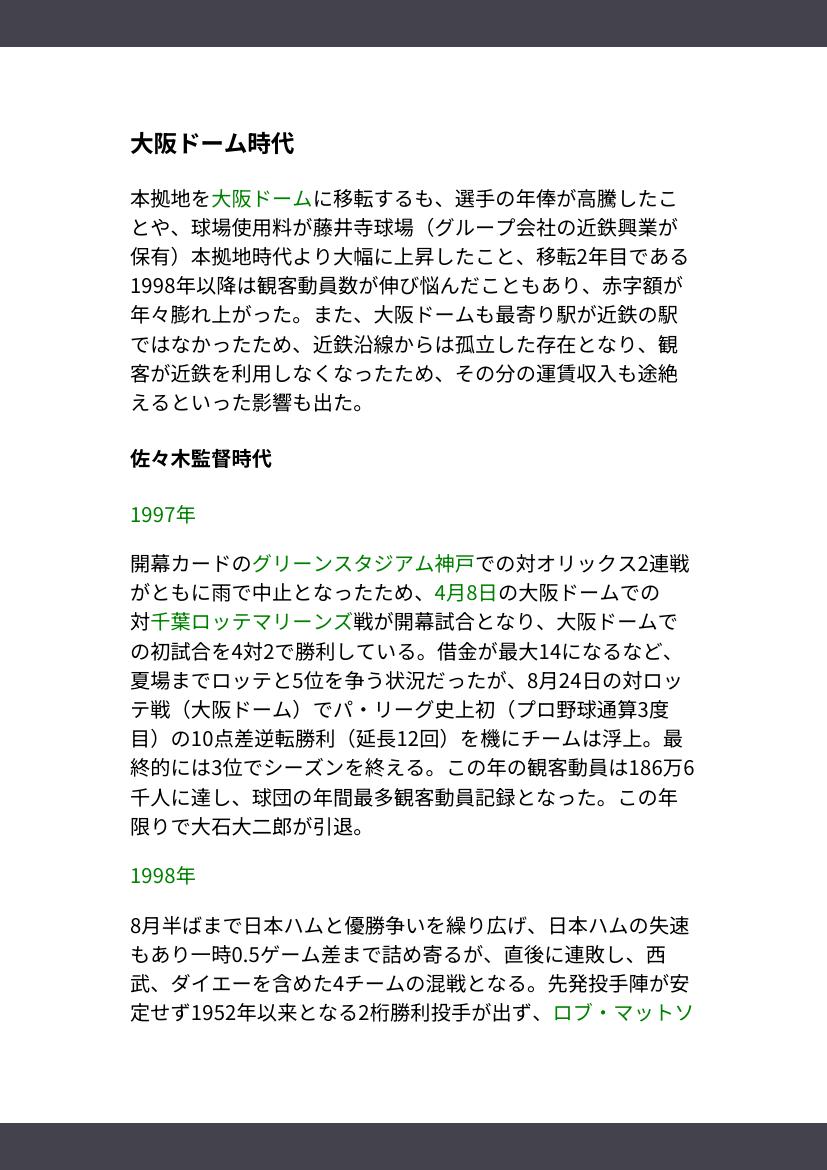 大阪ドーム時代
本拠地を大阪ドームに移転するも、選手の年俸が高騰したこ
とや、球場使用料が藤井寺球場（グループ会社の近鉄興業が
保有）本拠地時代より大幅に上昇したこと、移転2年目である
1998年以降は観客動員数が伸び悩んだこともあり、赤字額が
年々膨れ上がった。また、大阪ドームも最寄り駅が近鉄の駅
ではなかったため、近鉄沿線からは孤立した存在となり、観
客が近鉄を利用しなくなったため、その分の運賃収入も途絶
えるといった影響も出た。
佐々木監督時代
1997年
開幕カードのグリーンスタジアム神戸での対オリックス2連戦
がともに雨で中止となったため、4月8日の大阪ドームでの
対千葉ロッテマリーンズ戦が開幕試合となり、大阪ドームで
の初試合を4対2で勝利している。借金が最大14になるなど、
夏場までロッテと5位を争う状況だったが、8月24日の対ロッ
テ戦（大阪ドーム）でパ・リーグ史上初（プロ野球通算3度
目）の10点差逆転勝利（延長12回）を機にチームは浮上。最
終的には3位でシーズンを終える。この年の観客動員は186万6
千人に達し、球団の年間最多観客動員記録となった。この年
限りで大石大二郎が引退。
1998年
8月半ばまで日本ハムと優勝争いを繰り広げ、日本ハムの失速
もあり一時0.5ゲーム差まで詰め寄るが、直後に連敗し、西
武、ダイエーを含めた4チームの混戦となる。先発投手陣が安
定せず1952年以来となる2桁勝利投手が出ず、ロブ・マットソ